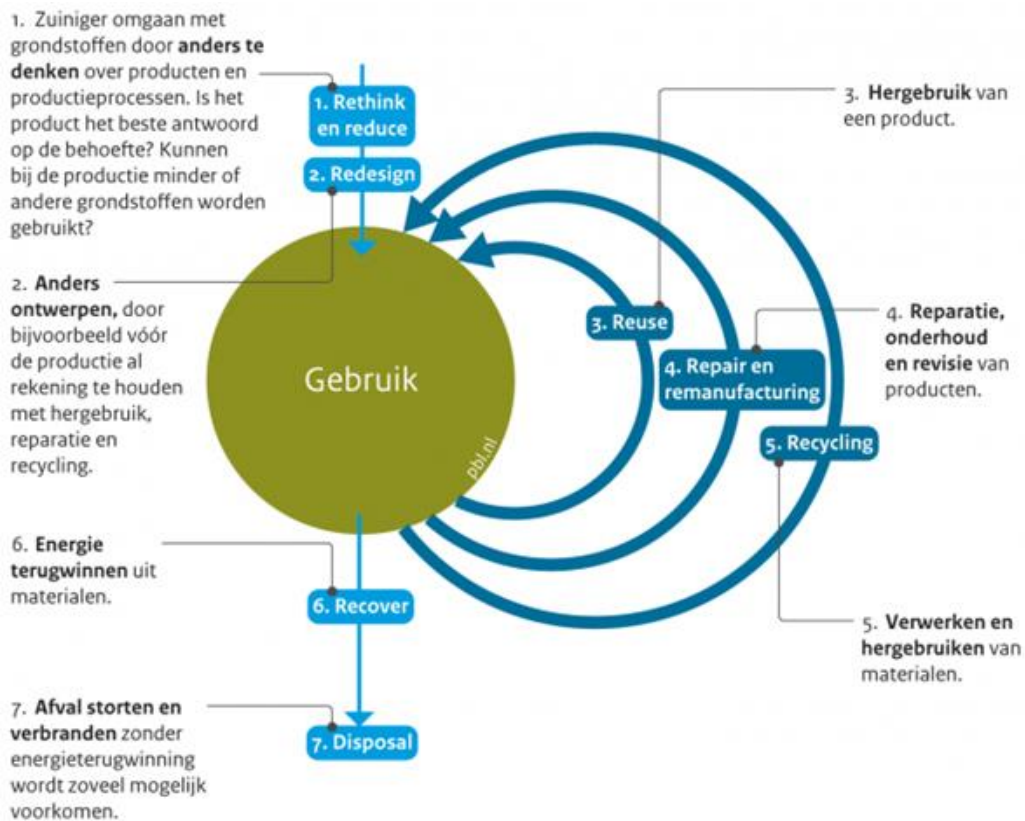 1. Zuiniger omgaan met
grondstoffen door anders te
denken over producten en
productieprocessen. Is het
product het beste antwoord
op de behoefte? Kunnen
bij de productie minder of
andere grondstoffen worden
gebruikt?
1. Rethink
en reduce
2. Redesign
2. Anders
ontwerpen, door
bijvoorbeeld vóór
de productie al
rekening te houden
met hergebruik,
reparatie en
recycling.
Gebruik
pbl.nl
3. Hergebruik van
een product.
3. Reuse
4. Repair en
remanufacturing
4. Reparatie,
onderhoud
en revisie van
producten.
5. Recycling
5. Verwerken en
hergebruiken van
materialen.
6. Energie
terugwinnen uit
materialen.
6. Recover
7. Afval storten en
verbranden zonder
energieterugwinning
wordt zoveel mogelijk
voorkomen.
7. Disposal